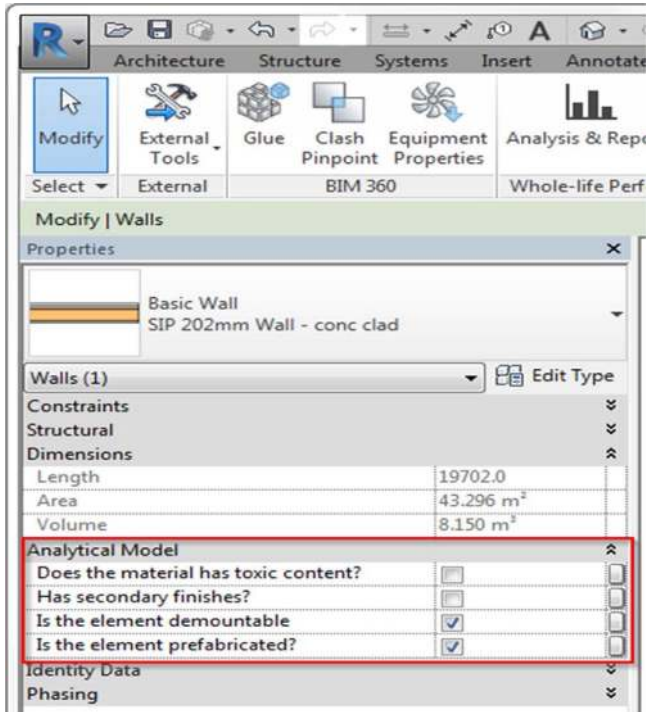 Architecture Structure Systems Insert Annotate
Modify External Tools Glue Clash Pinpoint Equipment Properties Analysis & Repo
Select External BIM 360 Whole-life Perf
Modify | Walls
Properties
Basic Wall
SIP 202mm Wall - conc clad
Walls (1) Edit Type
Constraints
Structural
Dimensions
Length 19702.0
Area 43.296 m²
Volume 8.150 m³
Analytical Model
Does the material has toxic content?
Has secondary finishes?
Is the element demountable
Is the element prefabricated?
Identity Data
Phasing